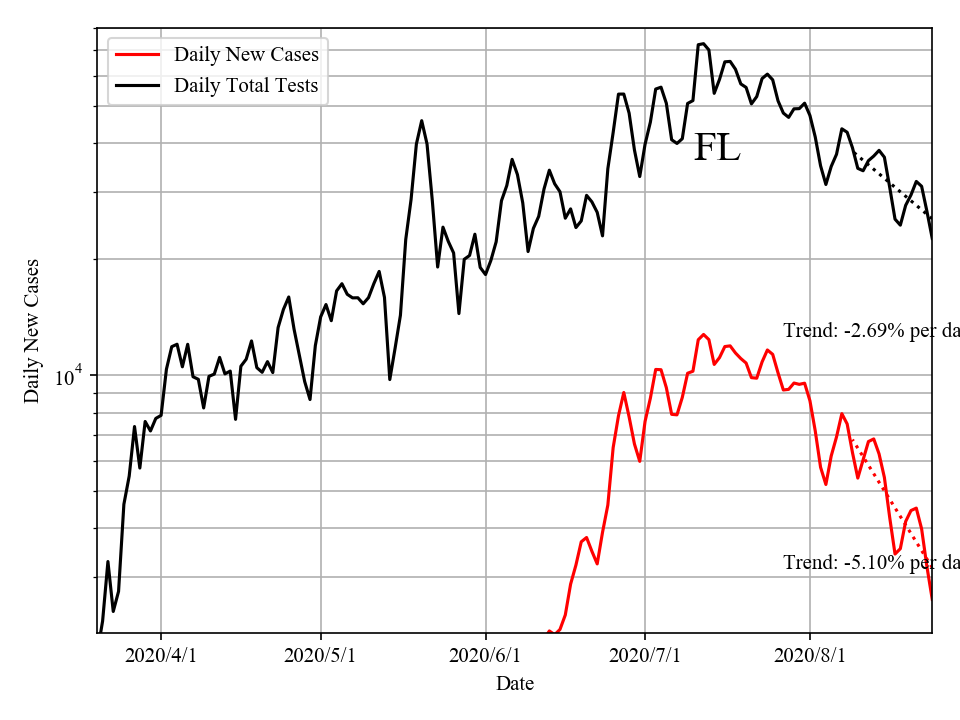 Daily New Cases
Daily Total Tests
FL
Trend: -2.69% per da
Trend: -5.10% per da
Daily New Cases
10^4
2020/4/1
2020/5/1
2020/6/1
2020/7/1
2020/8/1
Date